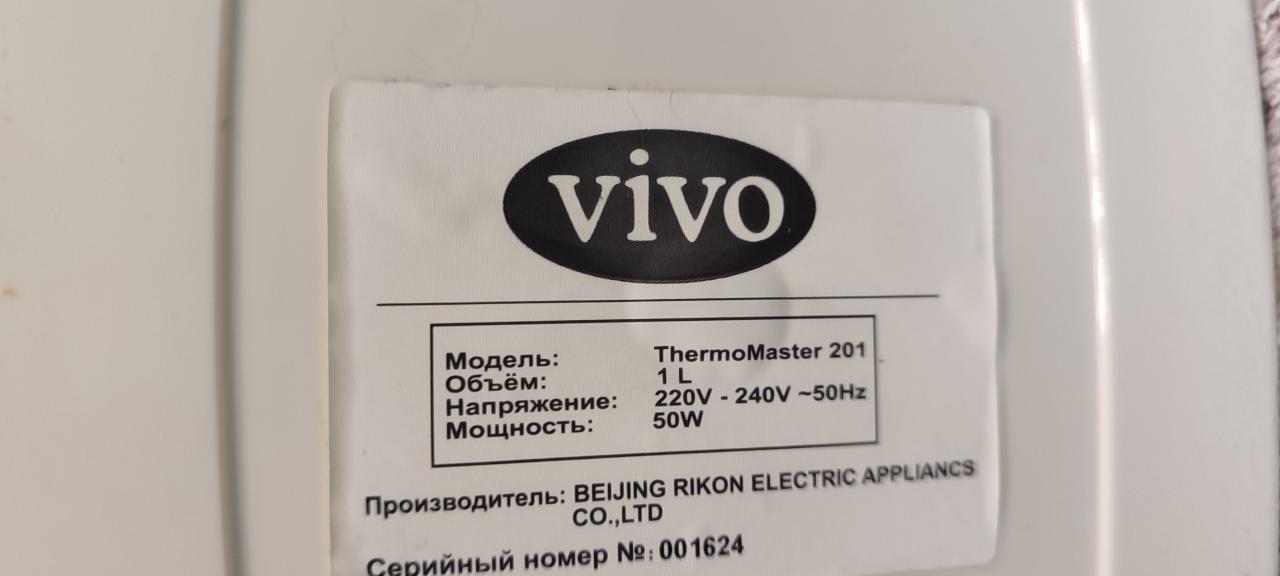 vivo
Модель: ThermoMaster 201
Объём: 1 L
Напряжение: 220V - 240V ~50Hz
Мощность: 50W
Производитель: BEIJING RIKON ELECTRIC APPLIANCS
CO.,LTD
Серийный номер №: 001624